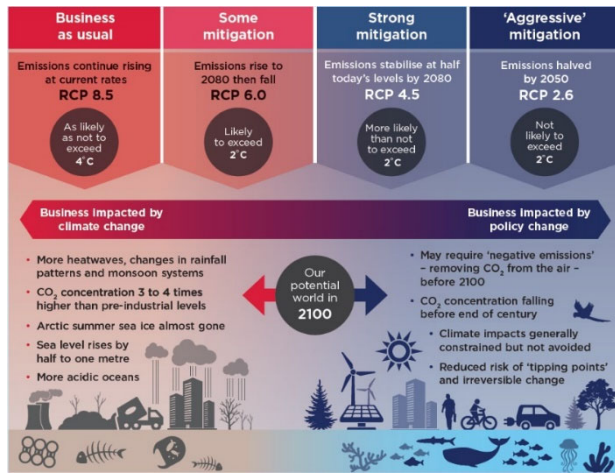 Business
as usual
Emissions continue rising
at current rates
RCP 8.5
As likely
as not to
exceed
4°C
Some
mitigation
Emissions rise to
2080 then fall
RCP 6.0
Likely
to exceed
2°C
Strong
mitigation
Emissions stabilise at half
today's levels by 2080
RCP 4.5
More likely
than not
to exceed
2°C
'Aggressive'
mitigation
Emissions halved
by 2050
RCP 2.6
Not
likely to
exceed
2°C
Business impacted by
climate change
Business impacted by
policy change
• More heatwaves, changes in rainfall
patterns and monsoon systems
• CO₂ concentration 3 to 4 times
higher than pre-industrial levels
• Arctic summer sea ice almost gone
• Sea level rises by
half to one metre
• More acidic oceans
Our
potential
world in
2100
• May require 'negative emissions'
– removing CO₂ from the air –
before 2100
• CO₂ concentration falling
before end of century
• Climate impacts generally
constrained but not avoided
• Reduced risk of 'tipping points'
and irreversible change